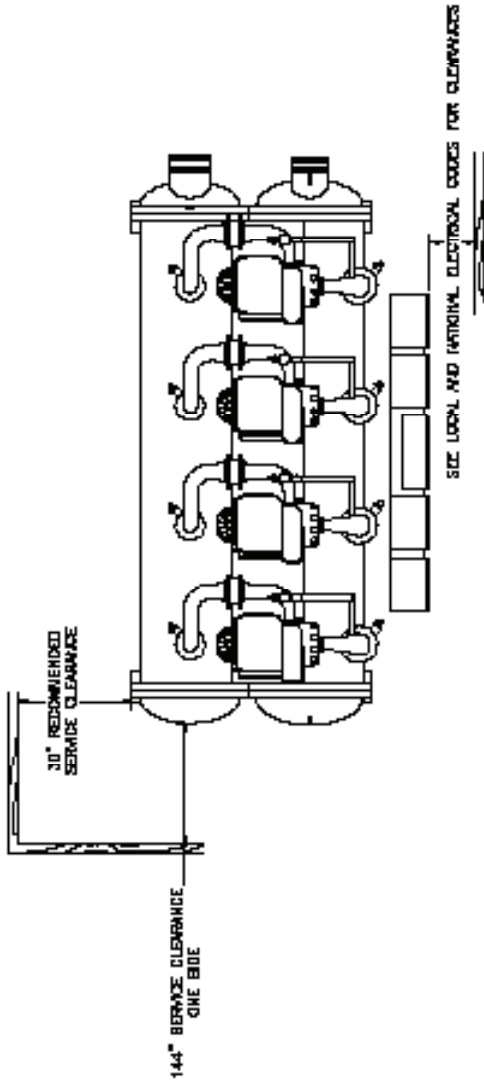 144" SERVICE CLEARANCE
ONE SIDE
30" RECOMMENDED
SERVICE CLEARANCE
SEE LOCAL AND NATIONAL ELECTRICAL CODES FOR CLEARANCES